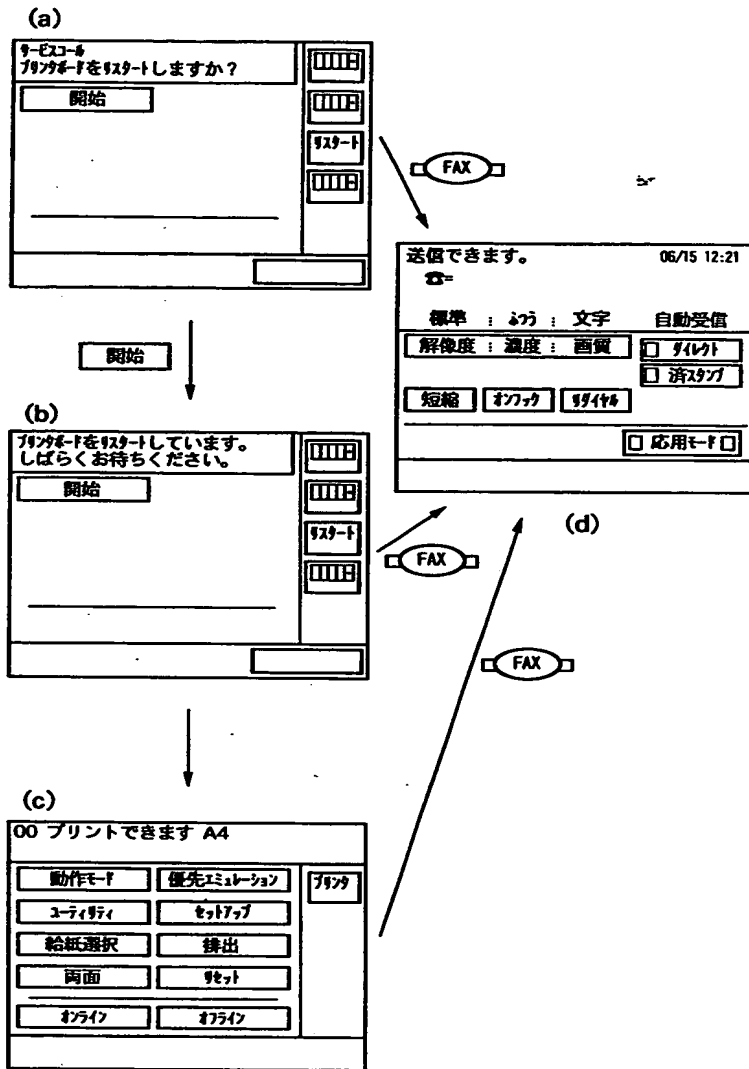 (a)
ｻｰﾋﾞｽｺｰﾙ
ﾌﾟﾘﾝﾀﾎﾞｰﾄﾞをﾘｽﾀｰﾄしますか？
開始
ﾘｽﾀｰﾄ
FAX
開始
(b)
ﾌﾟﾘﾝﾀﾎﾞｰﾄﾞをﾘｽﾀｰﾄしています。
しばらくお待ちください。
開始
ﾘｽﾀｰﾄ
FAX
送信できます。 06/15 12:21
☎=
標準 : ふつう : 文字 自動受信
解像度 : 濃度 : 画質 ﾀﾞｲﾚｸﾄ
済ｽﾀﾝﾌﾟ
短縮 ｵﾝﾌｯｸ ﾘﾀﾞｲﾔﾙ
応用ﾓｰﾄﾞ
(d)
FAX
(c)
00 プリントできます A4
動作ﾓｰﾄﾞ 優先ｴﾐｭﾚｰｼｮﾝ ﾌﾟﾘﾝﾀ
ﾕｰﾃｨﾘﾃｨ ｾｯﾄｱｯﾌﾟ
給紙選択 排出
両面 ﾘｾｯﾄ
ｵﾝﾗｲﾝ ｵﾌﾗｲﾝ